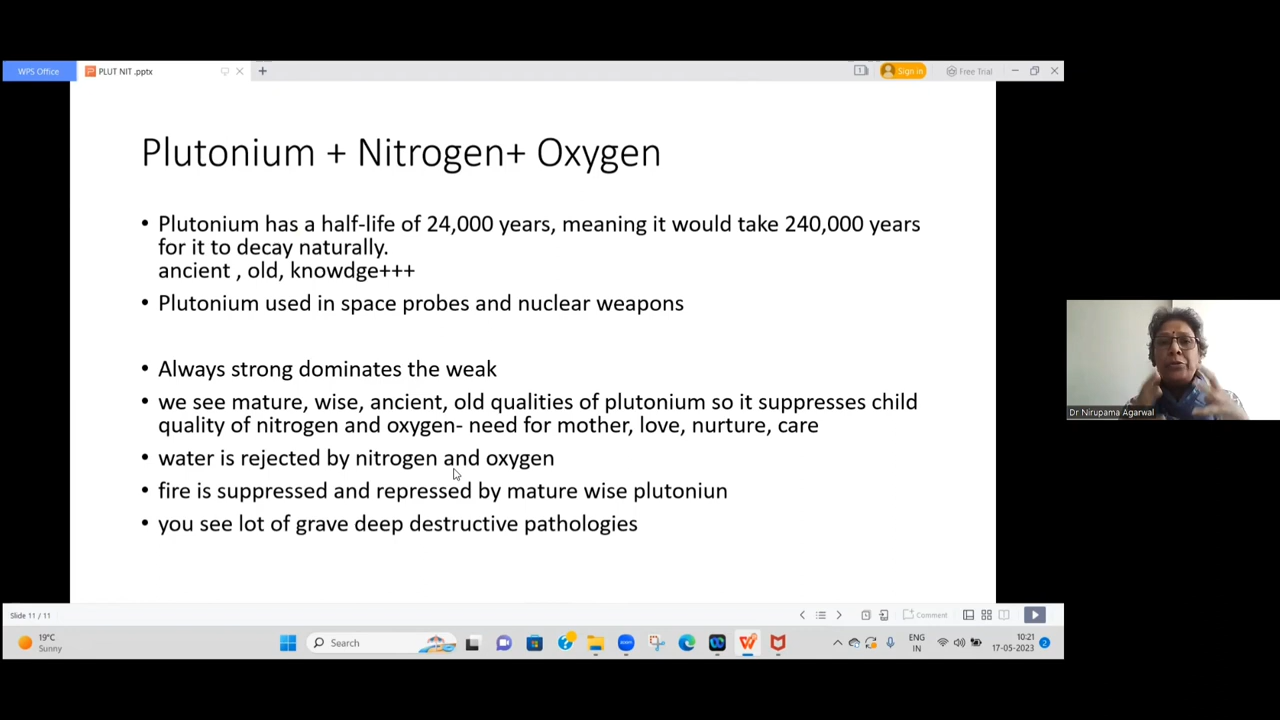 WPS Office
PLUT NIT .pptx
Sign in
Free Trial
Plutonium + Nitrogen+ Oxygen
• Plutonium has a half-life of 24,000 years, meaning it would take 240,000 years
for it to decay naturally.
ancient , old, knowdge+++
• Plutonium used in space probes and nuclear weapons
• Always strong dominates the weak
• we see mature, wise, ancient, old qualities of plutonium so it suppresses child
quality of nitrogen and oxygen- need for mother, love, nurture, care
• water is rejected by nitrogen and oxygen
• fire is suppressed and repressed by mature wise plutoniun
• you see lot of grave deep destructive pathologies
Dr Nirupama Agarwal
Slide 11 / 11
Comment
19°C
Sunny
Search
ENG
IN
10:21
17-05-2023
2